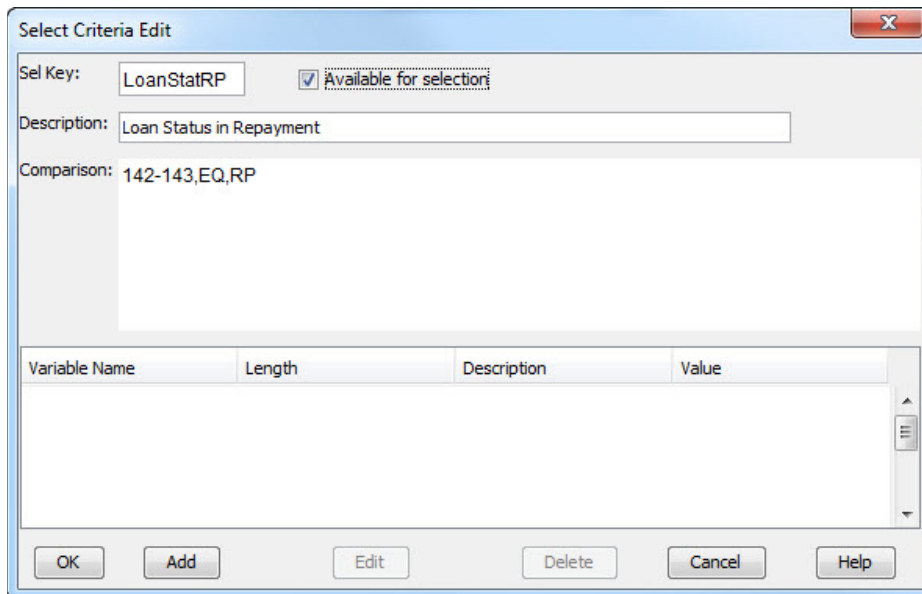 Select Criteria Edit
Sel Key: LoanStatRP Available for selection
Description: Loan Status in Repayment
Comparison: 142-143,EQ,RP
Variable Name Length Description Value
OK Add Edit Delete Cancel Help